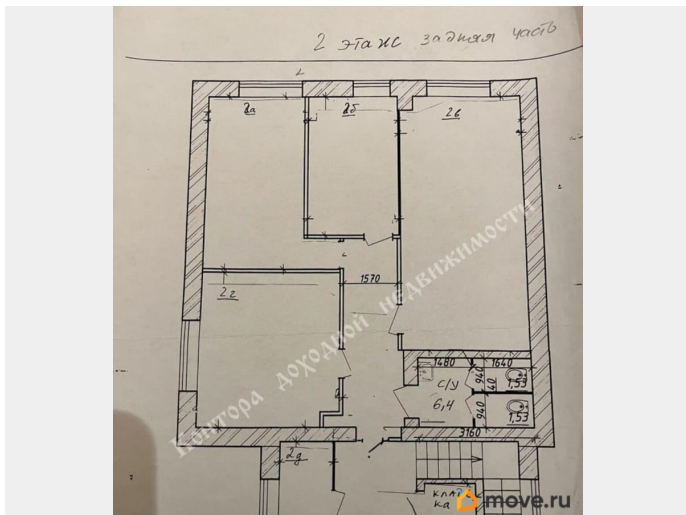 2 этаж задняя часть
2а
2б
2в
2г
1570
1480
1640
с/у
6,4
940
40
940
1,53
1,53
3160
2д
Контора доходной недвижимости
move.ru